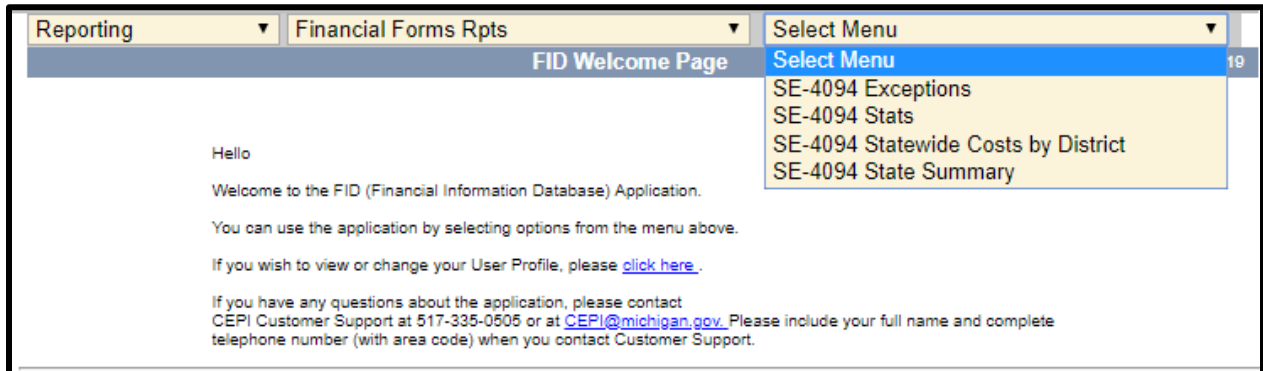 Reporting Financial Forms Rpts Select Menu
FID Welcome Page Select Menu 19
SE-4094 Exceptions
SE-4094 Stats
SE-4094 Statewide Costs by District
SE-4094 State Summary
Hello
Welcome to the FID (Financial Information Database) Application.
You can use the application by selecting options from the menu above.
If you wish to view or change your User Profile, please click here .
If you have any questions about the application, please contact
CEPI Customer Support at 517-335-0505 or at CEPI@michigan.gov. Please include your full name and complete
telephone number (with area code) when you contact Customer Support.